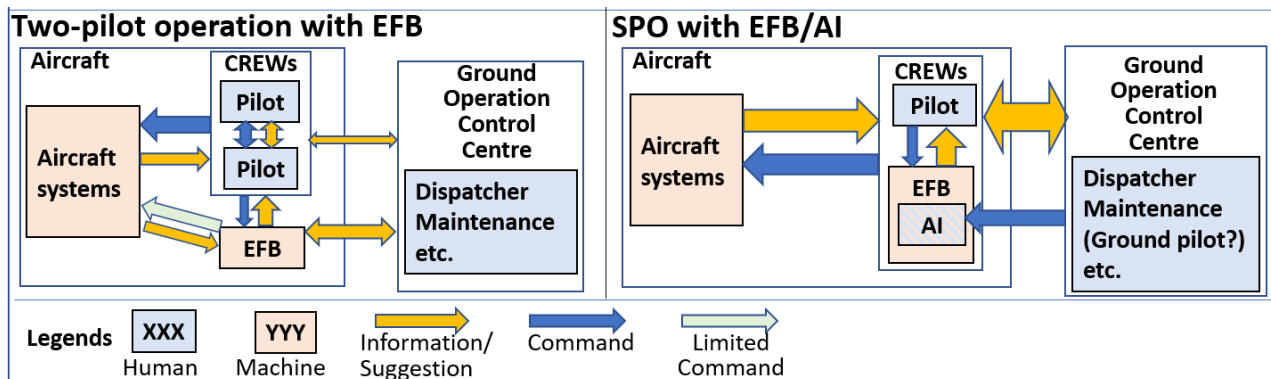 Two-pilot operation with EFB
Aircraft
CREWs
Pilot
Pilot
Aircraft
systems
EFB
Ground
Operation
Control
Centre
Dispatcher
Maintenance
etc.
SPO with EFB/AI
Aircraft
CREWs
Pilot
Aircraft
systems
EFB
AI
Ground
Operation
Control
Centre
Dispatcher
Maintenance
(Ground pilot?)
etc.
Legends
XXX
Human
YYY
Machine
Information/
Suggestion
Command
Limited
Command